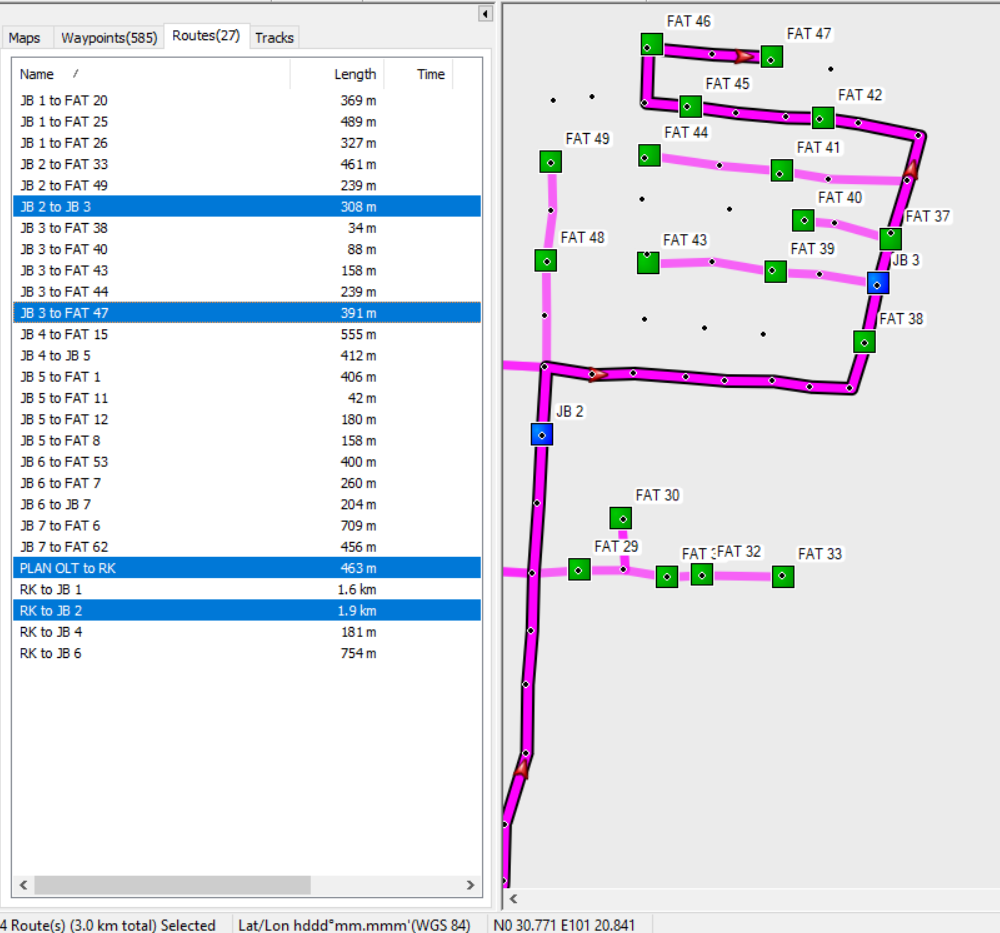 Maps Waypoints(585) Routes(27) Tracks
Name / Length Time
JB 1 to FAT 20 369 m
JB 1 to FAT 25 489 m
JB 1 to FAT 26 327 m
JB 2 to FAT 33 461 m
JB 2 to FAT 49 239 m
JB 2 to JB 3 308 m
JB 3 to FAT 38 34 m
JB 3 to FAT 40 88 m
JB 3 to FAT 43 158 m
JB 3 to FAT 44 239 m
JB 3 to FAT 47 391 m
JB 4 to FAT 15 555 m
JB 4 to JB 5 412 m
JB 5 to FAT 1 406 m
JB 5 to FAT 11 42 m
JB 5 to FAT 12 180 m
JB 5 to FAT 8 158 m
JB 6 to FAT 53 400 m
JB 6 to FAT 7 260 m
JB 6 to JB 7 204 m
JB 7 to FAT 6 709 m
JB 7 to FAT 62 456 m
PLAN OLT to RK 463 m
RK to JB 1 1.6 km
RK to JB 2 1.9 km
RK to JB 4 181 m
RK to JB 6 754 m
FAT 46
FAT 47
FAT 45
FAT 42
FAT 49
FAT 44
FAT 41
FAT 40
FAT 37
FAT 48
FAT 43
FAT 39
JB 3
FAT 38
JB 2
FAT 30
FAT 29
FAT
FAT 32
FAT 33
4 Route(s) (3.0 km total) Selected Lat/Lon hddd°mm.mmm'(WGS 84) N0 30.771 E101 20.841